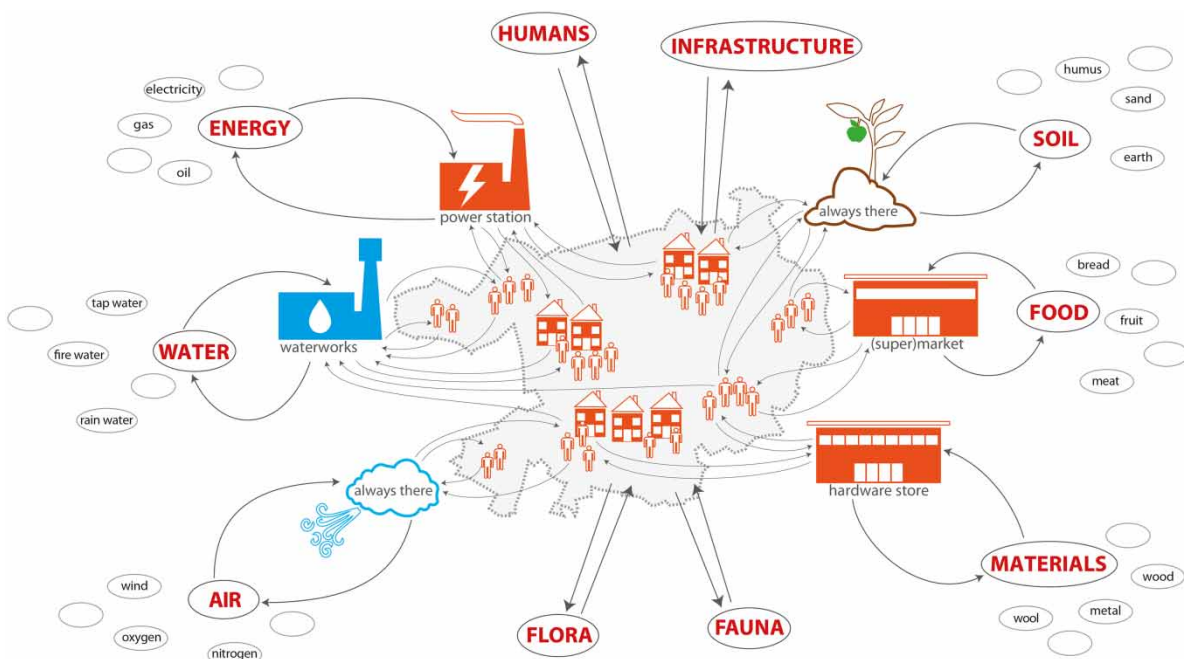 HUMANS
INFRASTRUCTURE
electricity
gas
ENERGY
oil
power station
humus
sand
SOIL
earth
always there
tap water
fire water
WATER
rain water
waterworks
bread
FOOD
fruit
meat
(super)market
always there
wind
AIR
oxygen
nitrogen
hardware store
MATERIALS
wood
metal
wool
FLORA
FAUNA